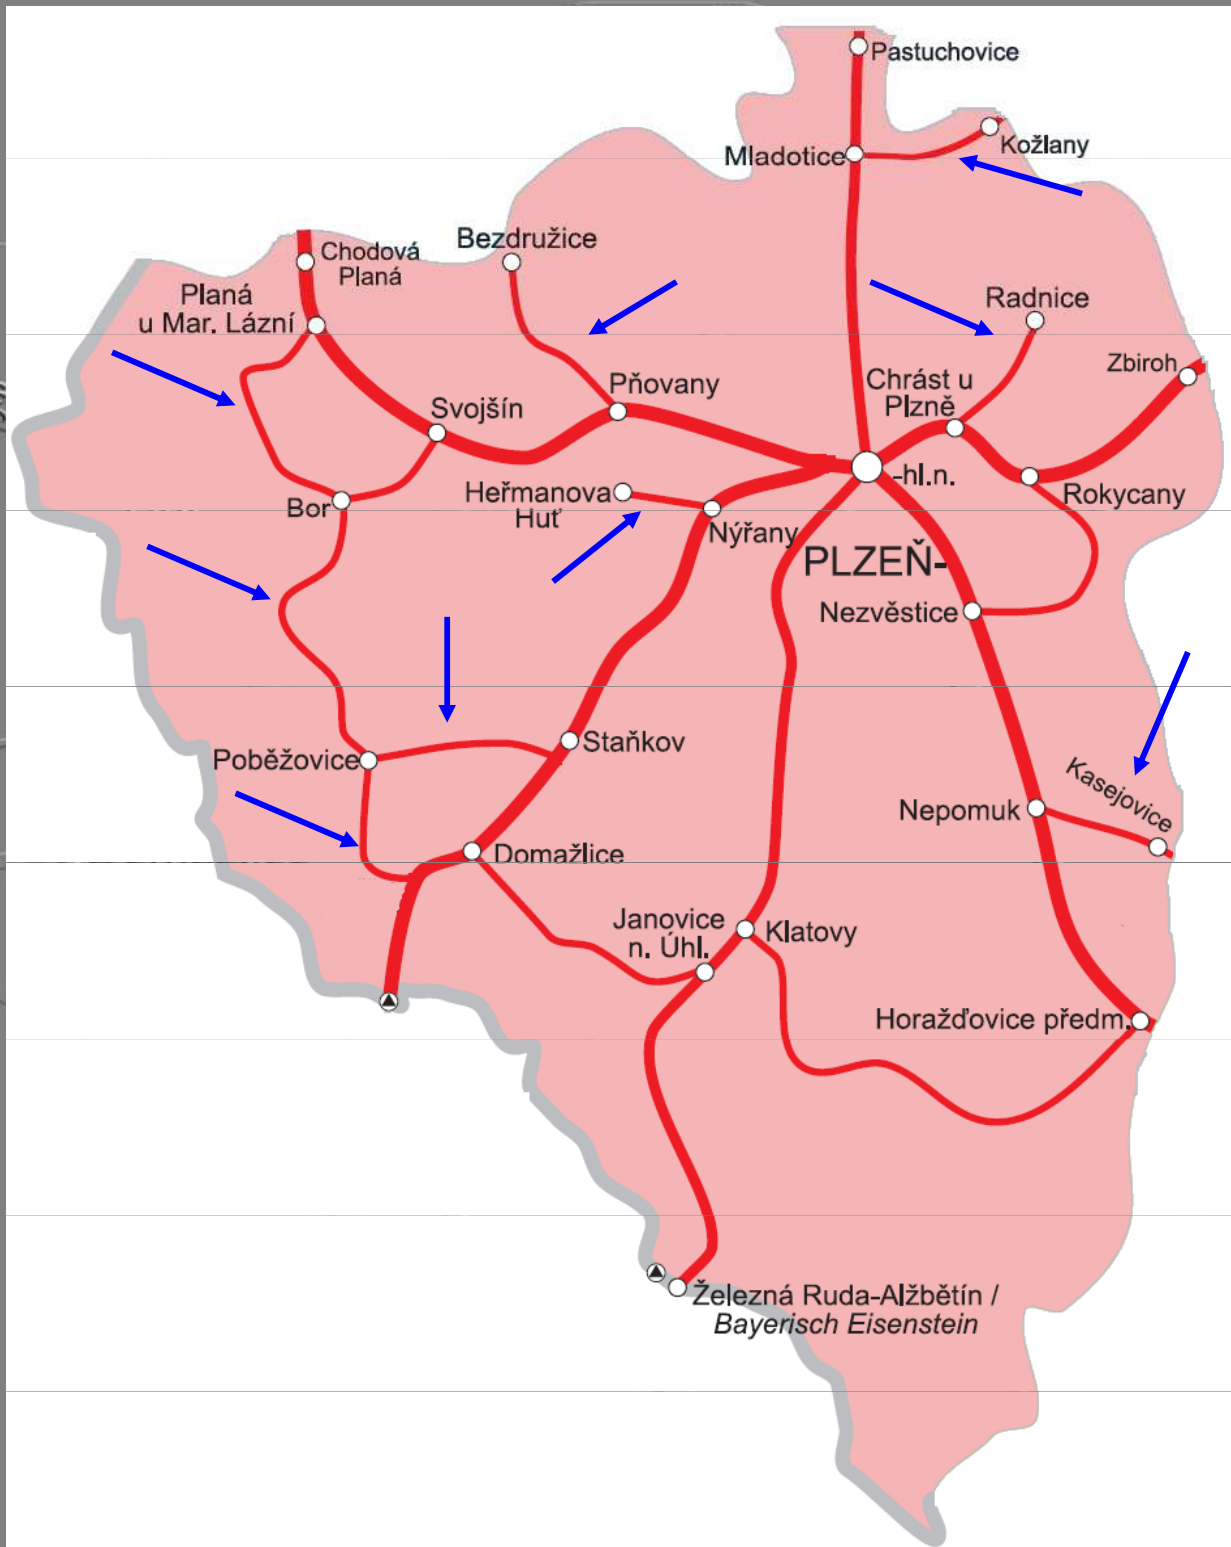 Pastuchovice
Kožlany
Mladotice
Bezdružice
Chodová
Planá
Planá
u Mar. Lázní
Radnice
Zbiroh
Chrást u
Plzně
Pňovany
Svojšín
-hl.n.
Rokycany
Heřmanova
Huť
Bor
Nýřany
PLZEŇ-
Nezvěstice
Staňkov
Poběžovice
Kasejovice
Nepomuk
Domažlice
Janovice
n. Úhl.
Klatovy
Horažďovice předm.
Železná Ruda-Alžbětín /
Bayerisch Eisenstein